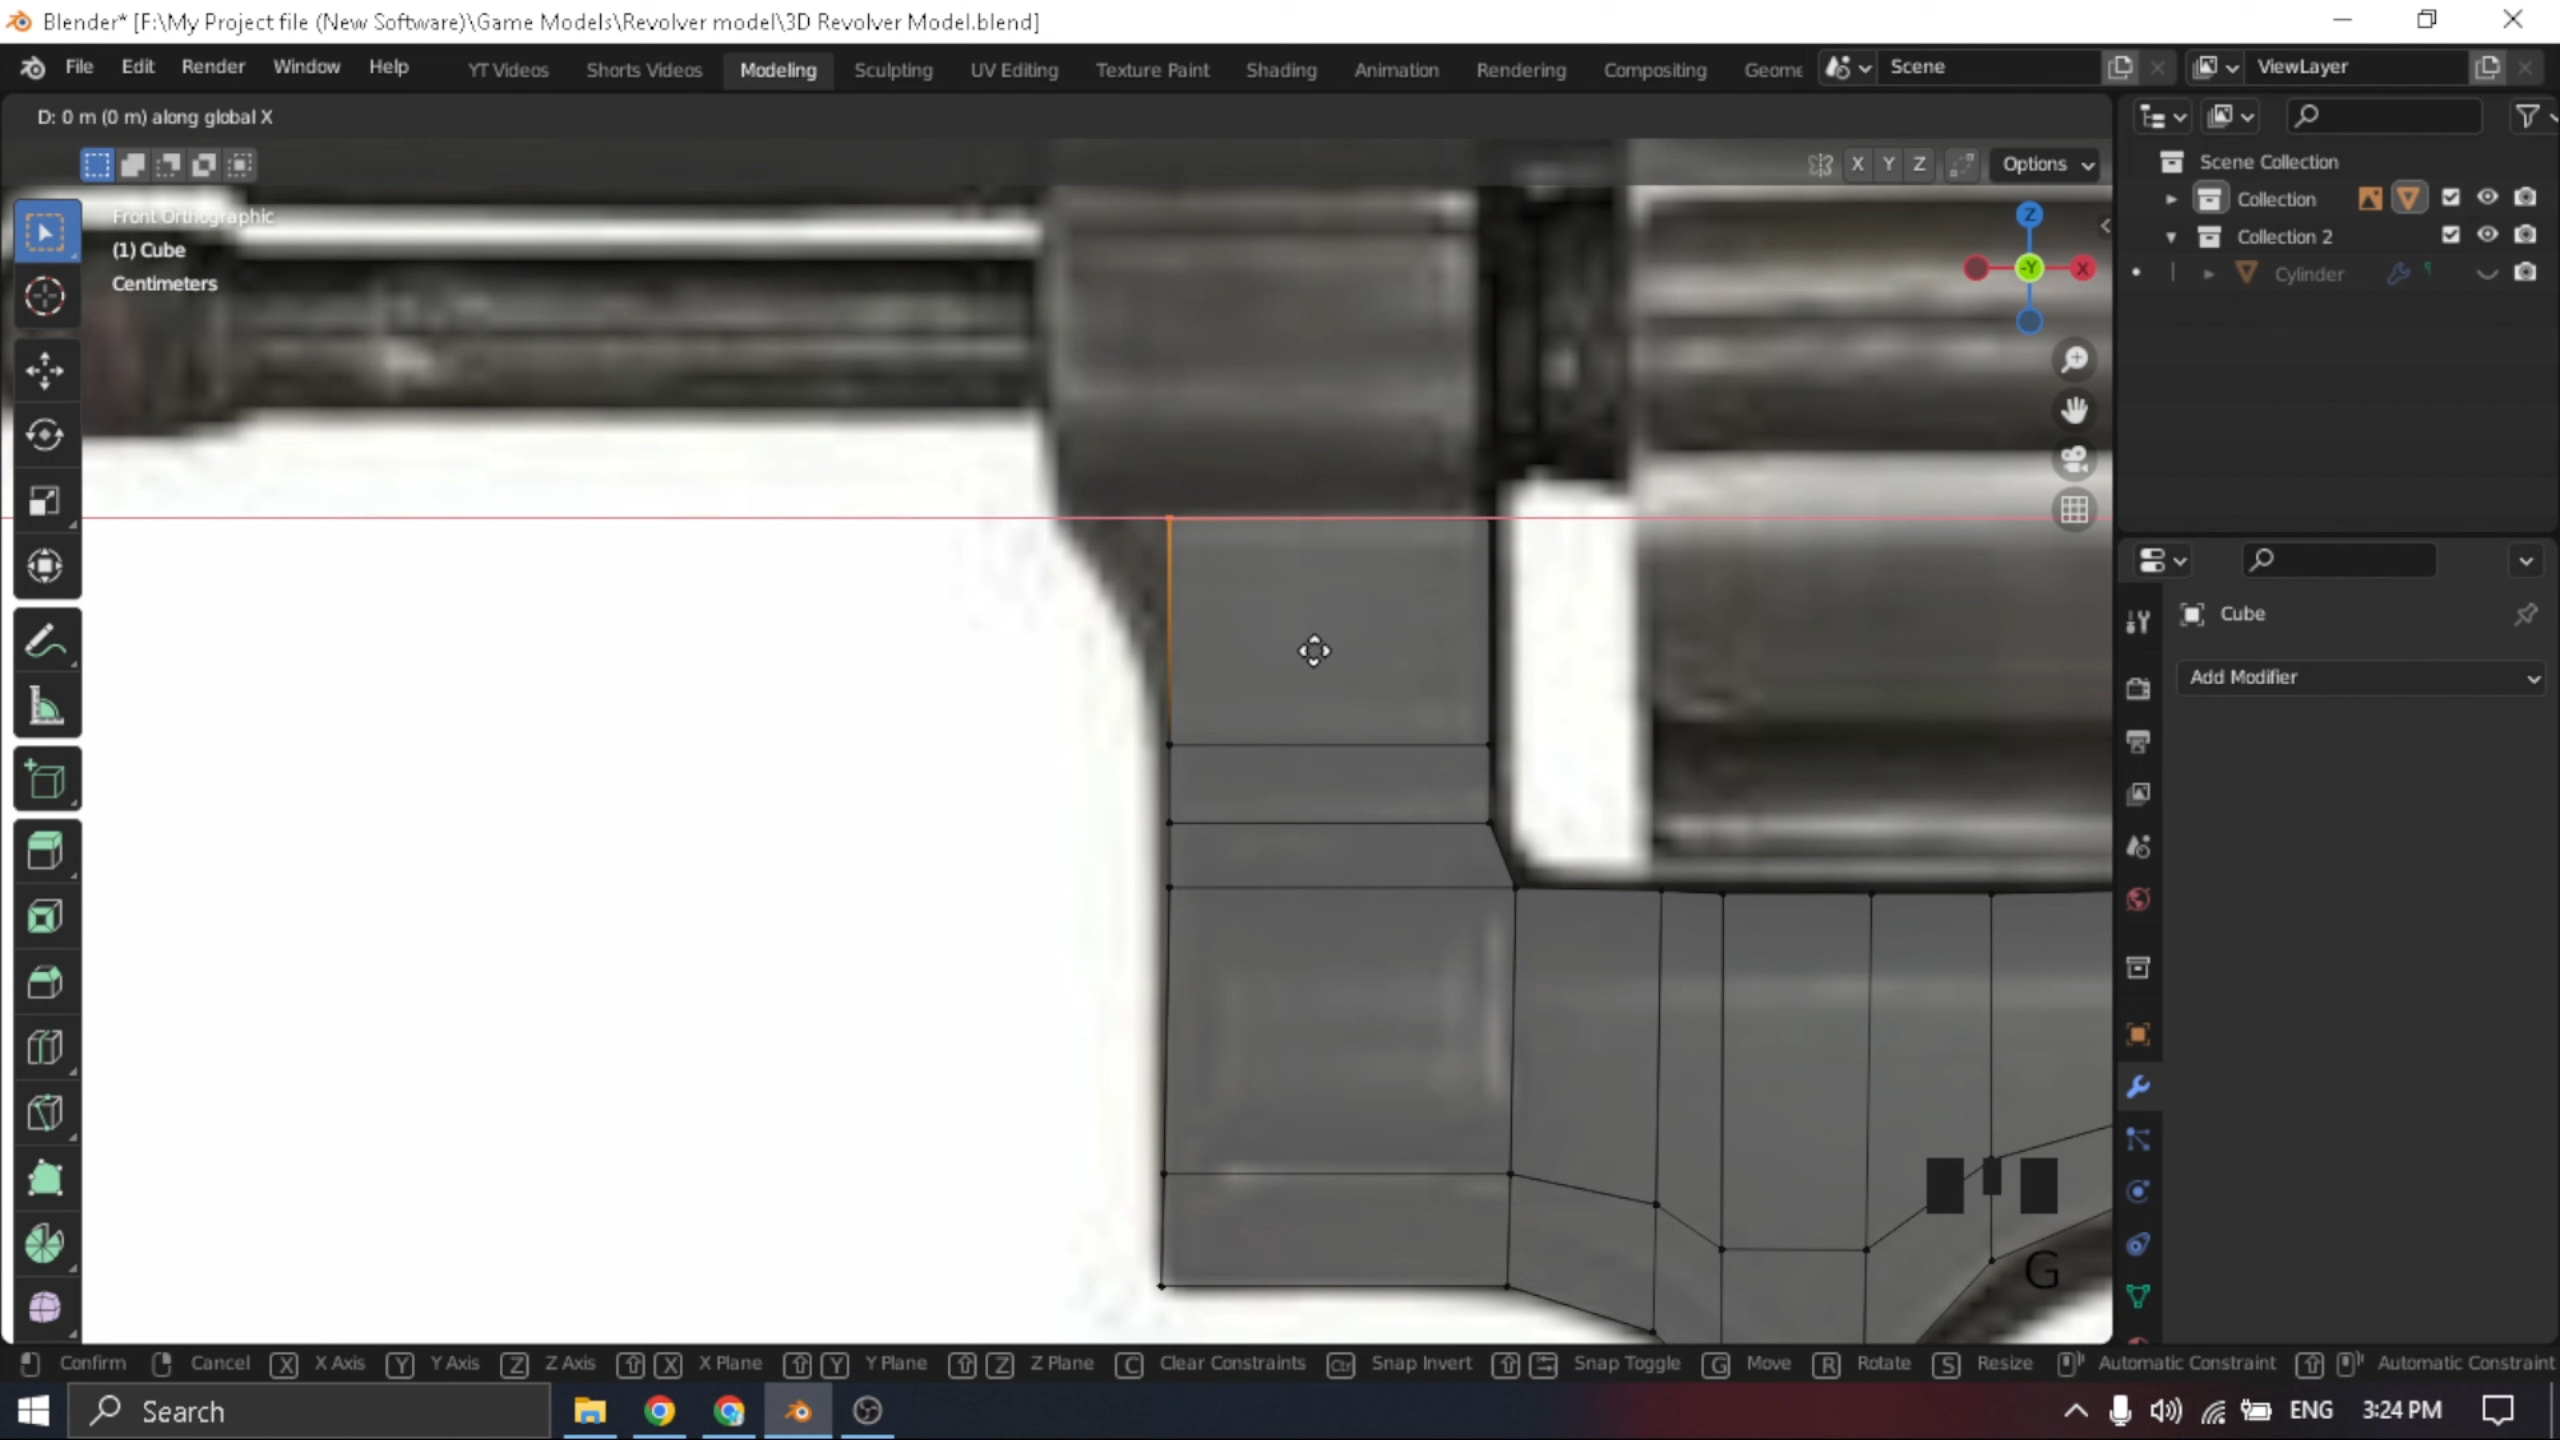 Blender* [F:\My Project file (New Software)\Game Models\Revolver model\3D Revolver Model.blend]
File Edit Render Window Help YT Videos Shorts Videos Modeling Sculpting UV Editing Texture Paint Shading Animation Rendering Compositing Geome Scene ViewLayer
D: 0 m (0 m) along global X
X Y Z Options
Front Orthographic
(1) Cube
Centimeters
Z
-Y X
Scene Collection
Collection
Collection 2
Cylinder
Cube
Add Modifier
G
Confirm Cancel X X Axis Y Y Axis Z Z Axis X X Plane Y Y Plane Z Z Plane C Clear Constraints Ctrl Snap Invert Snap Toggle G Move R Rotate S Resize Automatic Constraint Automatic Constraint
Search ENG 3:24 PM